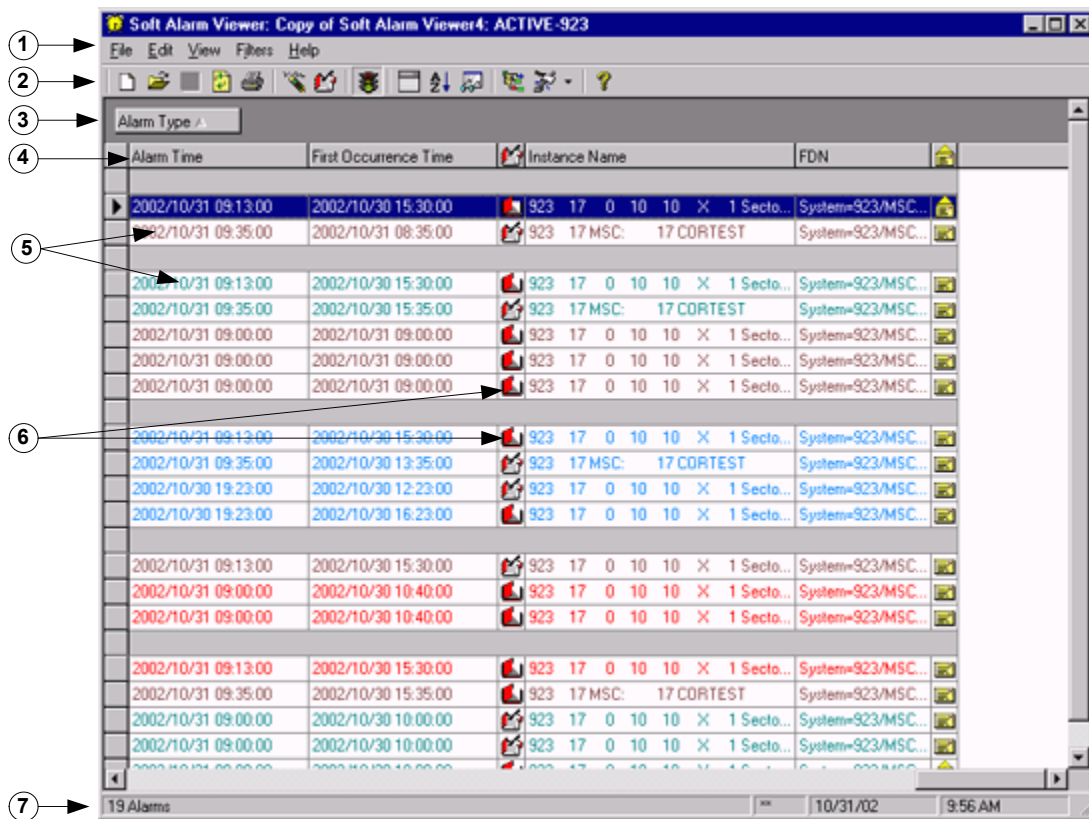 Soft Alarm Viewer: Copy of Soft Alarm Viewer4: ACTIVE-923
1
File Edit View Filters Help
2
3
Alarm Type
4
Alarm Time First Occurrence Time Instance Name FDN
2002/10/31 09:13:00 2002/10/30 15:30:00 923 17 0 10 10 X 1 Secto... System=923/MSC...
2002/10/31 09:35:00 2002/10/31 08:35:00 923 17 MSC: 17 CORTEST System=923/MSC...
5
2002/10/31 09:13:00 2002/10/30 15:30:00 923 17 0 10 10 X 1 Secto... System=923/MSC...
2002/10/31 09:35:00 2002/10/30 15:35:00 923 17 MSC: 17 CORTEST System=923/MSC...
2002/10/31 09:00:00 2002/10/31 09:00:00 923 17 0 10 10 X 1 Secto... System=923/MSC...
2002/10/31 09:00:00 2002/10/31 09:00:00 923 17 0 10 10 X 1 Secto... System=923/MSC...
2002/10/31 09:00:00 2002/10/31 09:00:00 923 17 0 10 10 X 1 Secto... System=923/MSC...
6
2002/10/31 09:13:00 2002/10/30 15:30:00 923 17 0 10 10 X 1 Secto... System=923/MSC...
2002/10/31 09:35:00 2002/10/30 13:35:00 923 17 MSC: 17 CORTEST System=923/MSC...
2002/10/30 19:23:00 2002/10/30 12:23:00 923 17 0 10 10 X 1 Secto... System=923/MSC...
2002/10/30 19:23:00 2002/10/30 16:23:00 923 17 0 10 10 X 1 Secto... System=923/MSC...
2002/10/31 09:13:00 2002/10/30 15:30:00 923 17 0 10 10 X 1 Secto... System=923/MSC...
2002/10/31 09:00:00 2002/10/30 10:40:00 923 17 0 10 10 X 1 Secto... System=923/MSC...
2002/10/31 09:00:00 2002/10/30 10:40:00 923 17 0 10 10 X 1 Secto... System=923/MSC...
2002/10/31 09:13:00 2002/10/30 15:30:00 923 17 0 10 10 X 1 Secto... System=923/MSC...
2002/10/31 09:35:00 2002/10/30 15:35:00 923 17 MSC: 17 CORTEST System=923/MSC...
2002/10/31 09:00:00 2002/10/30 10:00:00 923 17 0 10 10 X 1 Secto... System=923/MSC...
2002/10/31 09:00:00 2002/10/30 10:00:00 923 17 0 10 10 X 1 Secto... System=923/MSC...
7
19 Alarms 10/31/02 9:56 AM